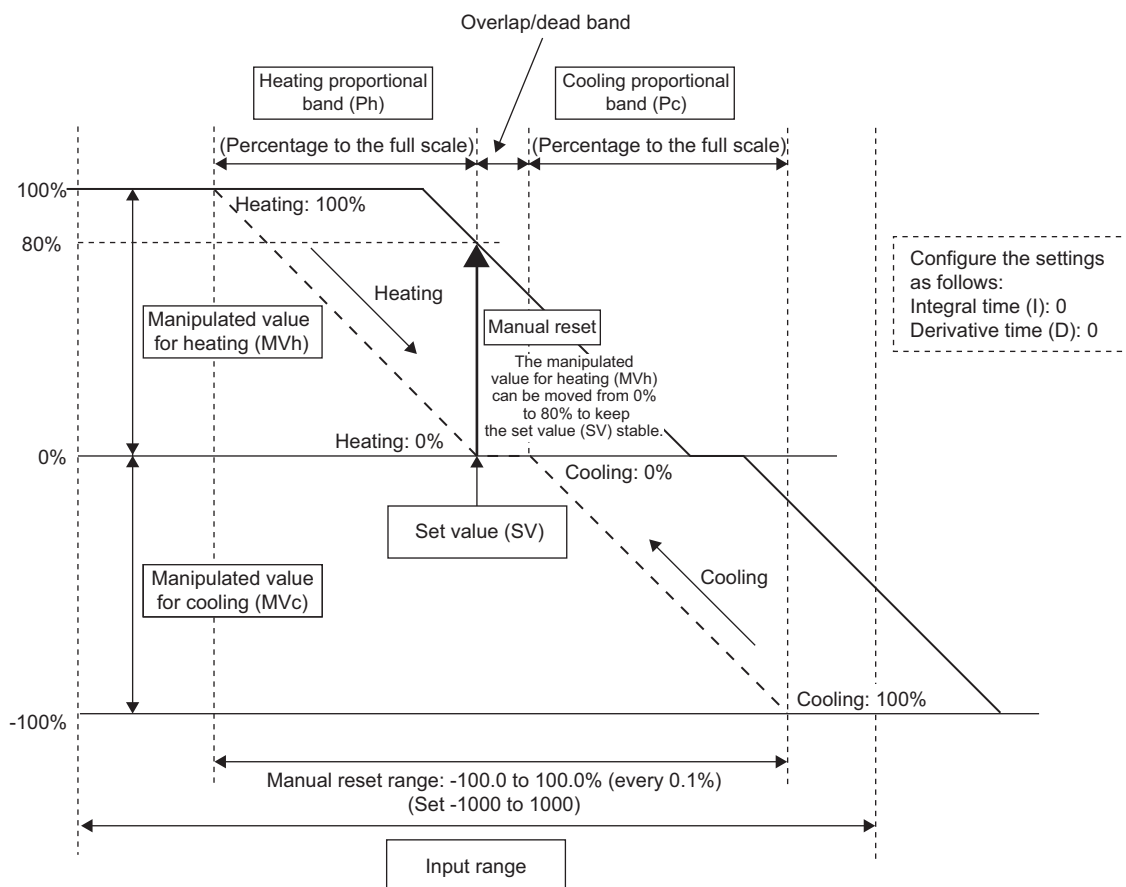 Overlap/dead band
Heating proportional
band (Ph)
Cooling proportional
band (Pc)
(Percentage to the full scale)
(Percentage to the full scale)
100%
Heating: 100%
80%
Configure the settings
as follows:
Integral time (I): 0
Derivative time (D): 0
Heating
Manipulated value
for heating (MVh)
Manual reset
The manipulated
value for heating (MVh)
can be moved from 0%
to 80% to keep
the set value (SV) stable.
Heating: 0%
0%
Cooling: 0%
Set value (SV)
Manipulated value
for cooling (MVc)
Cooling
Cooling: 100%
-100%
Manual reset range: -100.0 to 100.0% (every 0.1%)
(Set -1000 to 1000)
Input range